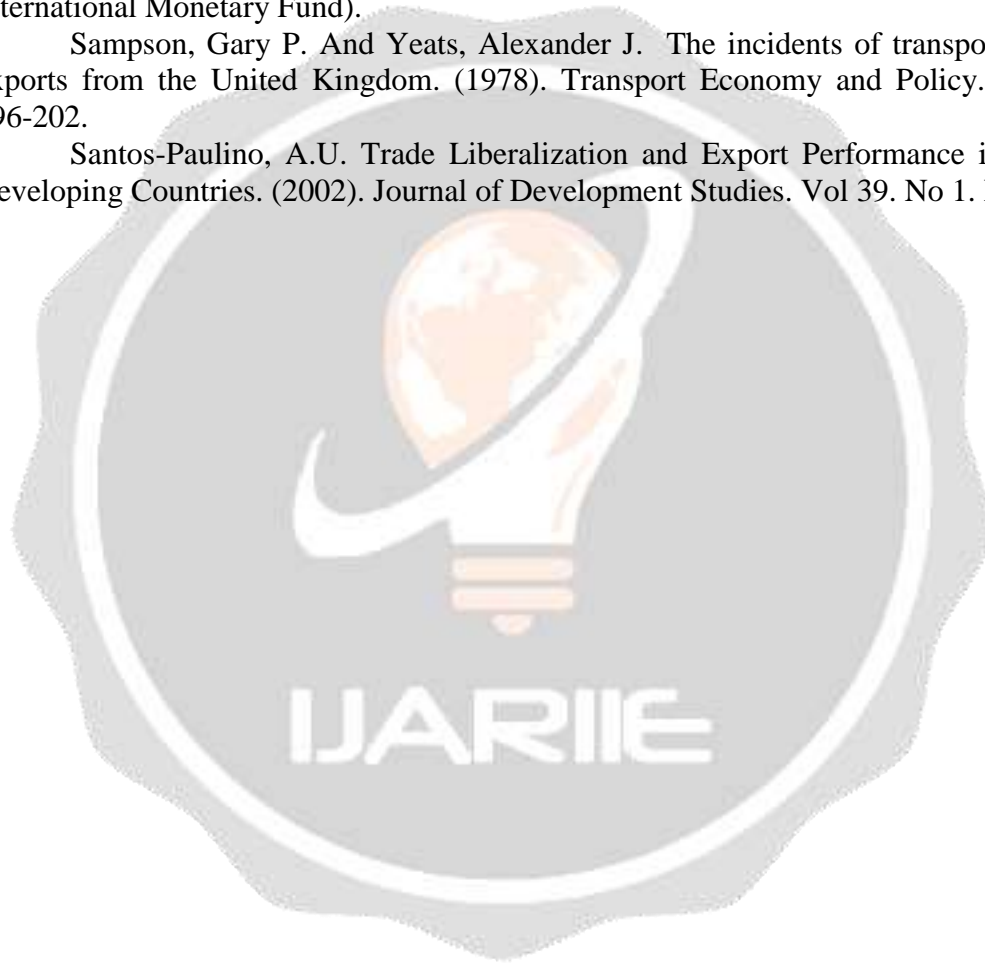 ternational Monetary Fund).
Sampson, Gary P. And Yeats, Alexander J. The incidents of transpo
xports from the United Kingdom. (1978). Transport Economy and Policy.
96-202.
Santos-Paulino, A.U. Trade Liberalization and Export Performance i
eveloping Countries. (2002). Journal of Development Studies. Vol 39. No 1.
IJARIIE